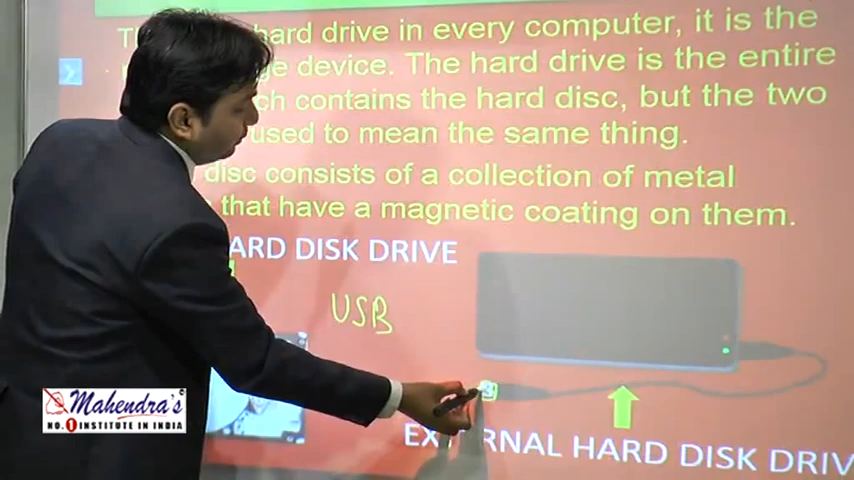 hard drive in every computer, it is the
device. The hard drive is the entire
contains the hard disc, but the two
used to mean the same thing.
disc consists of a collection of metal
that have a magnetic coating on them.
ARD DISK DRIVE
USB
EX RNAL HARD DISK DRIV
Mahendra's
NO. 1 INSTITUTE IN INDIA